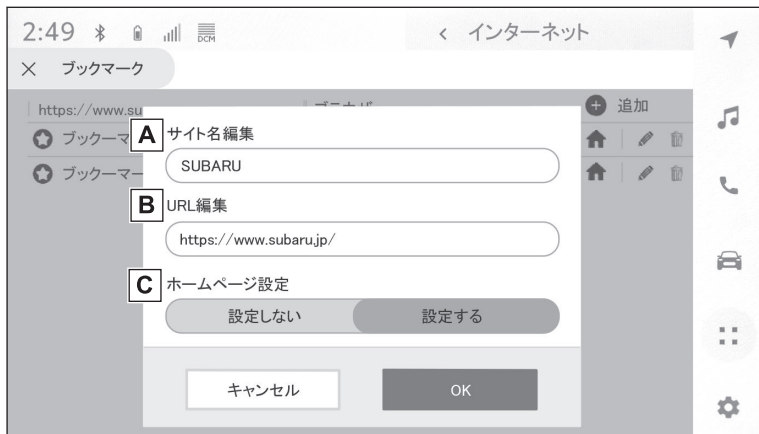 2:49 DCM < インターネット
× ブックマーク
https://www.su 追加
A サイト名編集
ブックーマ
SUBARU
ブックーマー
B URL編集
https://www.subaru.jp/
C ホームページ設定
設定しない 設定する
キャンセル OK